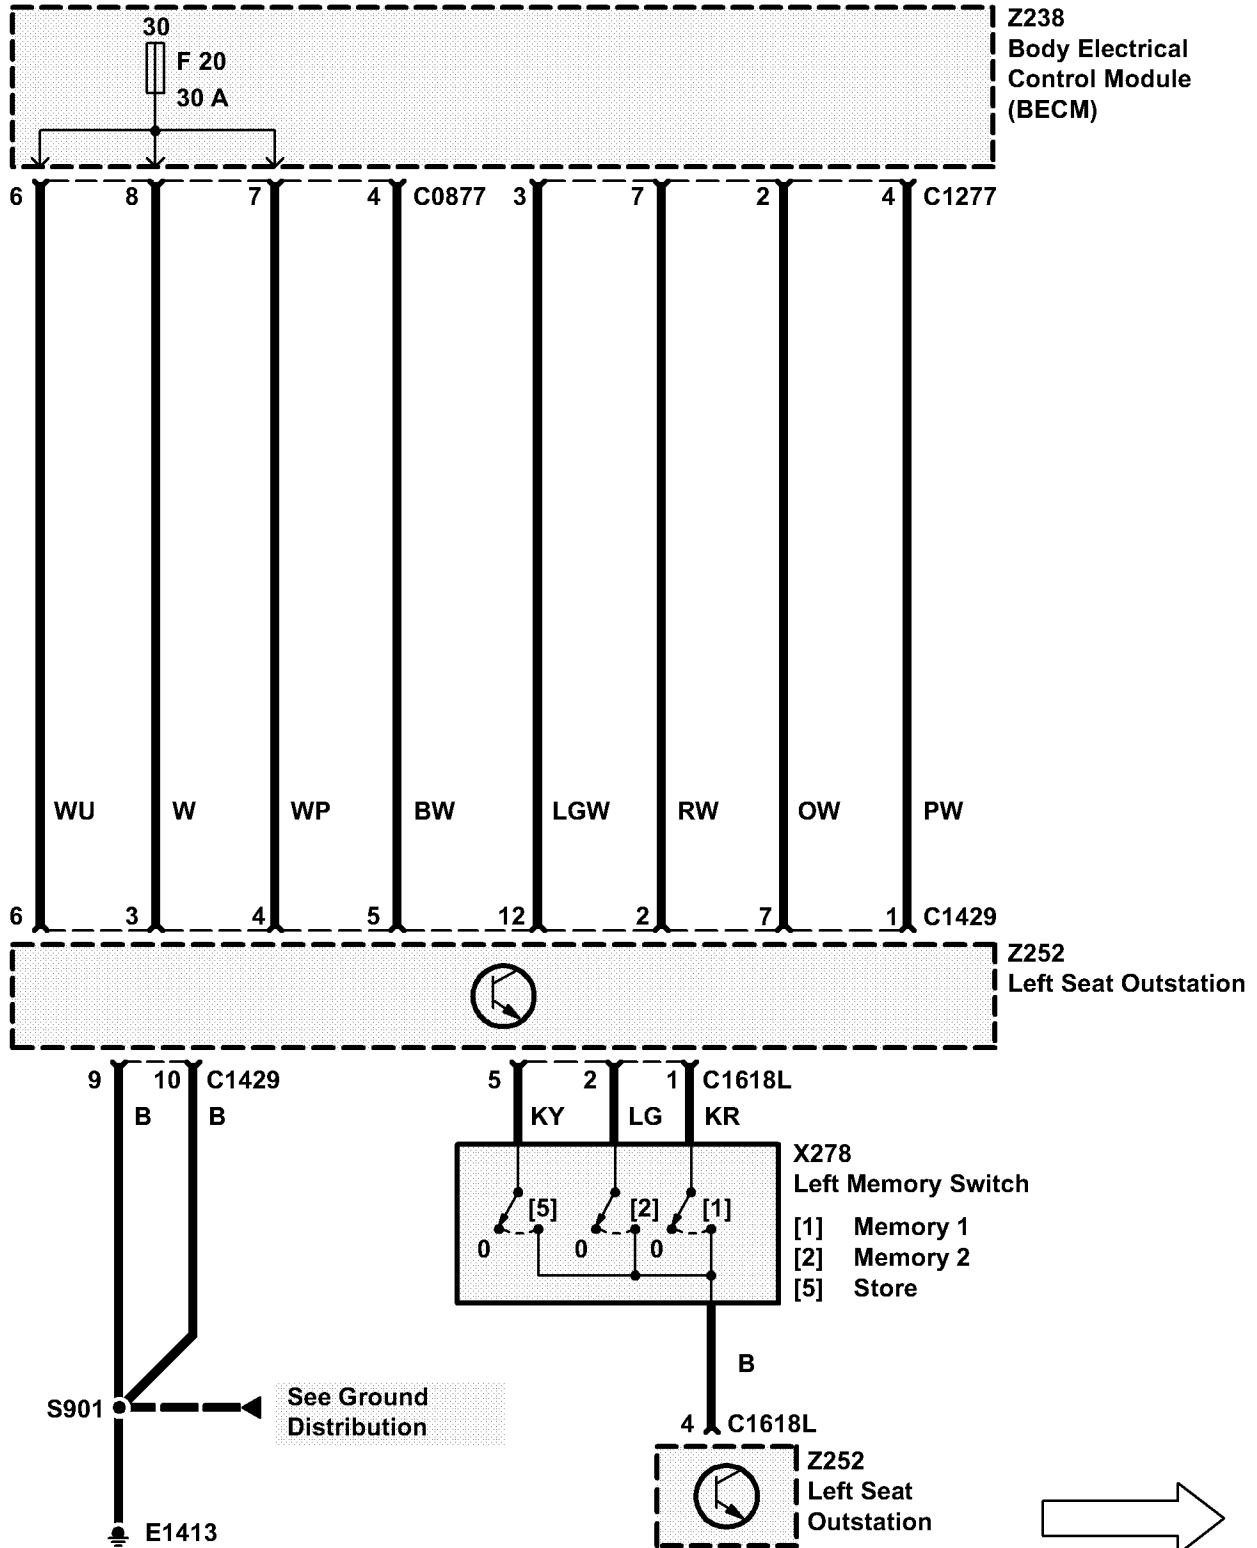 30
F 20
30 A
Z238
Body Electrical
Control Module
(BECM)
6 8 7 4 C0877 3 7 2 4 C1277
WU W WP BW LGW RW OW PW
6 3 4 5 12 2 7 1 C1429
Z252
Left Seat Outstation
9 10 C1429 5 2 1 C1618L
B B KY LG KR
X278
Left Memory Switch
[5] [2] [1]
0 0 0
[1] Memory 1
[2] Memory 2
[5] Store
B
S901
See Ground
Distribution
4 C1618L
Z252
Left Seat
Outstation
E1413